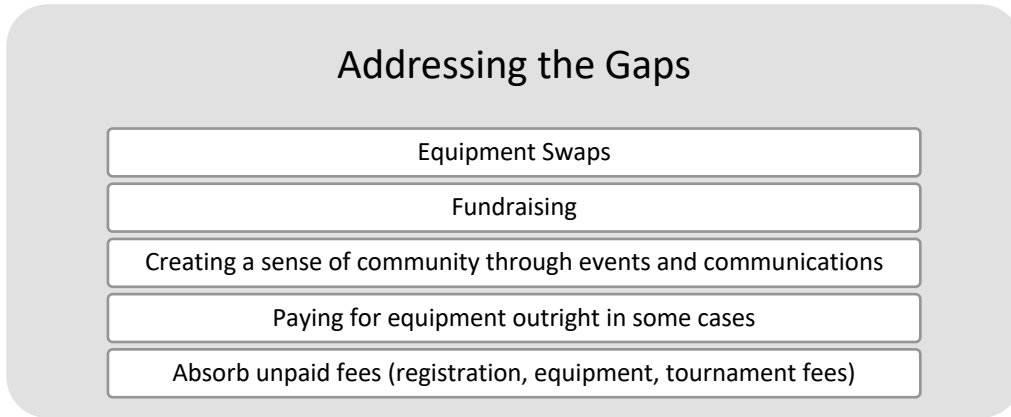 Addressing the Gaps
Equipment Swaps
Fundraising
Creating a sense of community through events and communications
Paying for equipment outright in some cases
Absorb unpaid fees (registration, equipment, tournament fees)